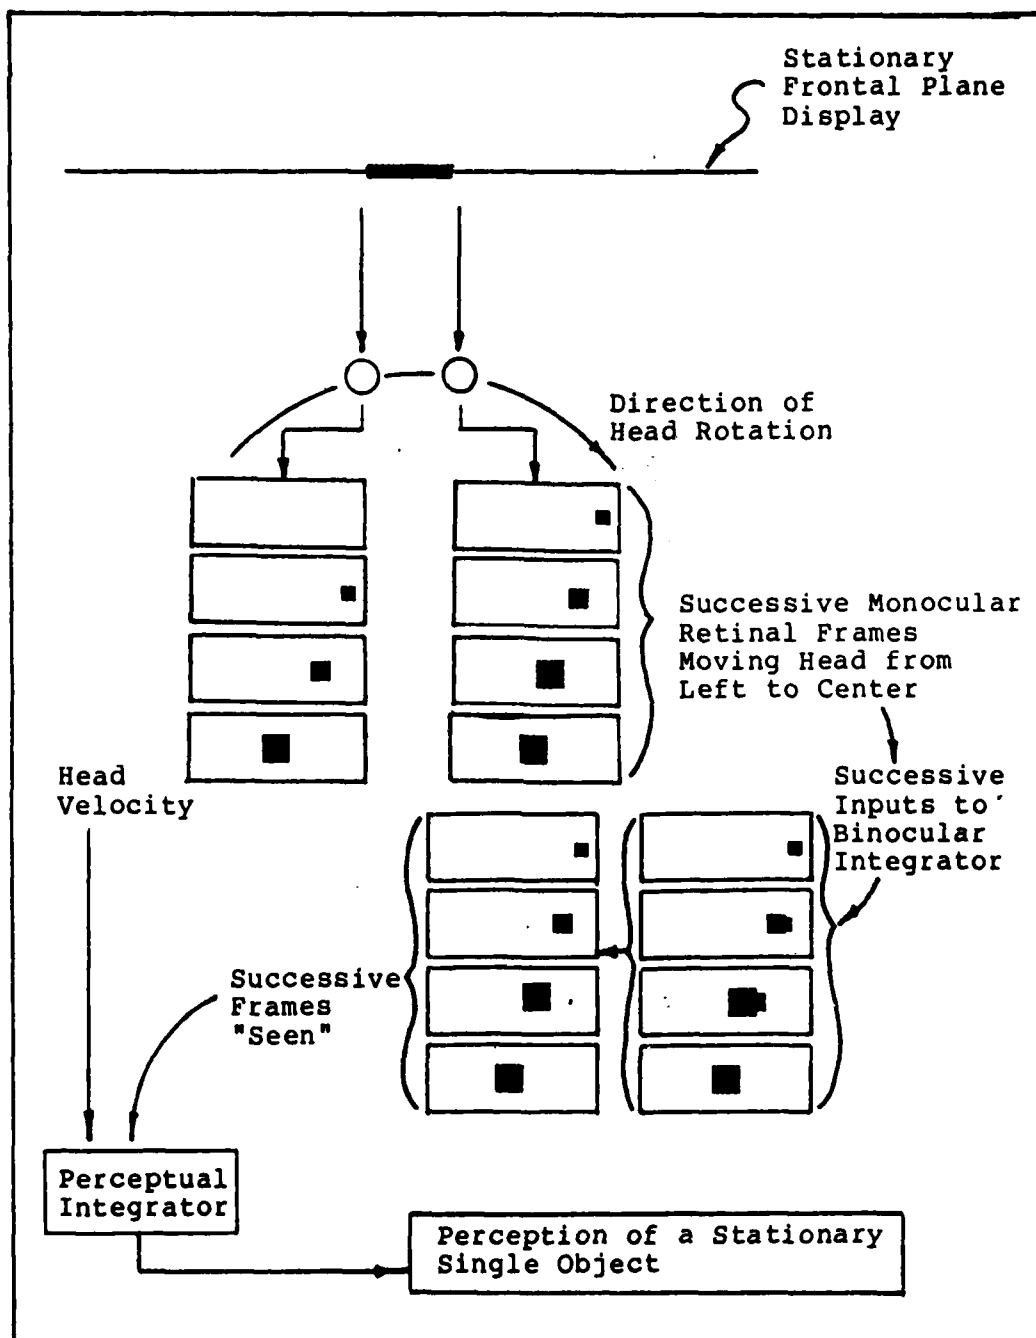 Stationary
Frontal Plane
Display
Direction of
Head Rotation
Successive Monocular
Retinal Frames
Moving Head from
Left to Center
Head
Velocity
Successive
Inputs to
Binocular
Integrator
Successive
Frames
"Seen"
Perceptual
Integrator
Perception of a Stationary
Single Object